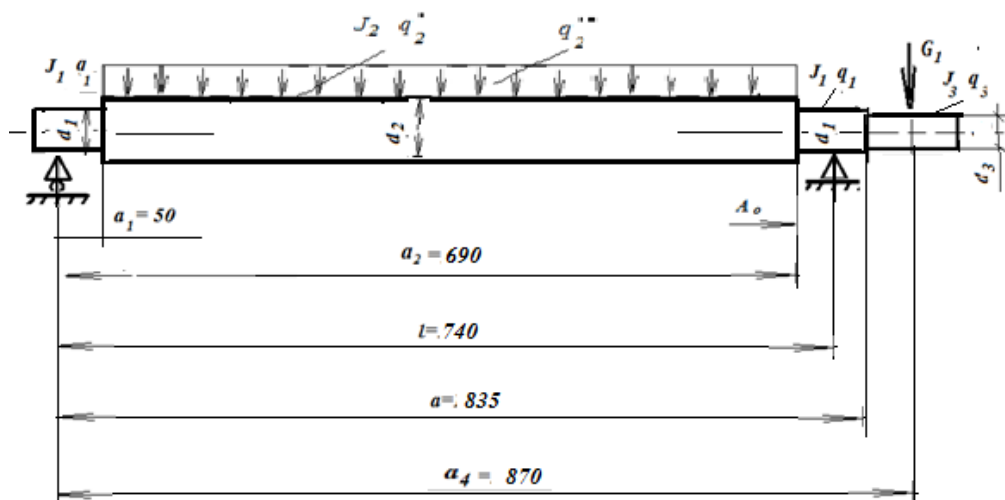 J₂ q₂* q₂**
G₁
J₁ q₁ J₁ q₁ J₃ q₃
d₁ d₂ d₁ d₃
a₁ = 50
A₀
a₂ = 690
l=.740
a=.835
a₄ = .870